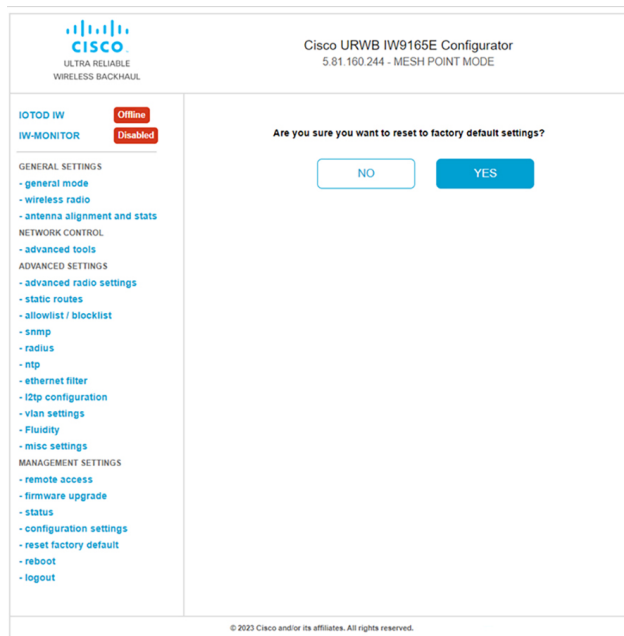 CISCO
ULTRA RELIABLE
WIRELESS BACKHAUL
Cisco URWB IW9165E Configurator
5.81.160.244 - MESH POINT MODE
IOTOD IW Offline
IW-MONITOR Disabled
GENERAL SETTINGS
- general mode
- wireless radio
- antenna alignment and stats
NETWORK CONTROL
- advanced tools
ADVANCED SETTINGS
- advanced radio settings
- static routes
- allowlist / blocklist
- snmp
- radius
- ntp
- ethernet filter
- l2tp configuration
- vlan settings
- Fluidity
- misc settings
MANAGEMENT SETTINGS
- remote access
- firmware upgrade
- status
- configuration settings
- reset factory default
- reboot
- logout
Are you sure you want to reset to factory default settings?
NO YES
© 2023 Cisco and/or its affiliates. All rights reserved.